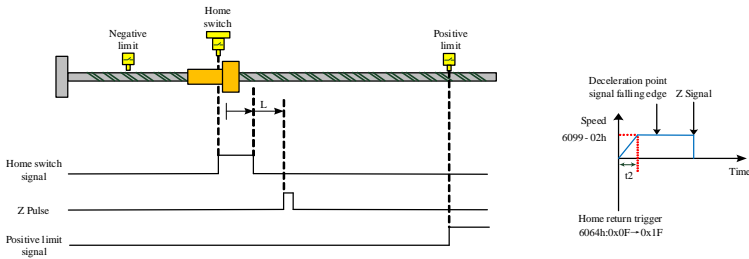 Home
switch
Negative
limit
Positive
limit
L
Home switch
signal
Z Pulse
Positive limit
signal
Deceleration point
signal falling edge
Z Signal
Speed
6099-02h
Time
t2
Home return trigger
6064h:0x0F→0x1F